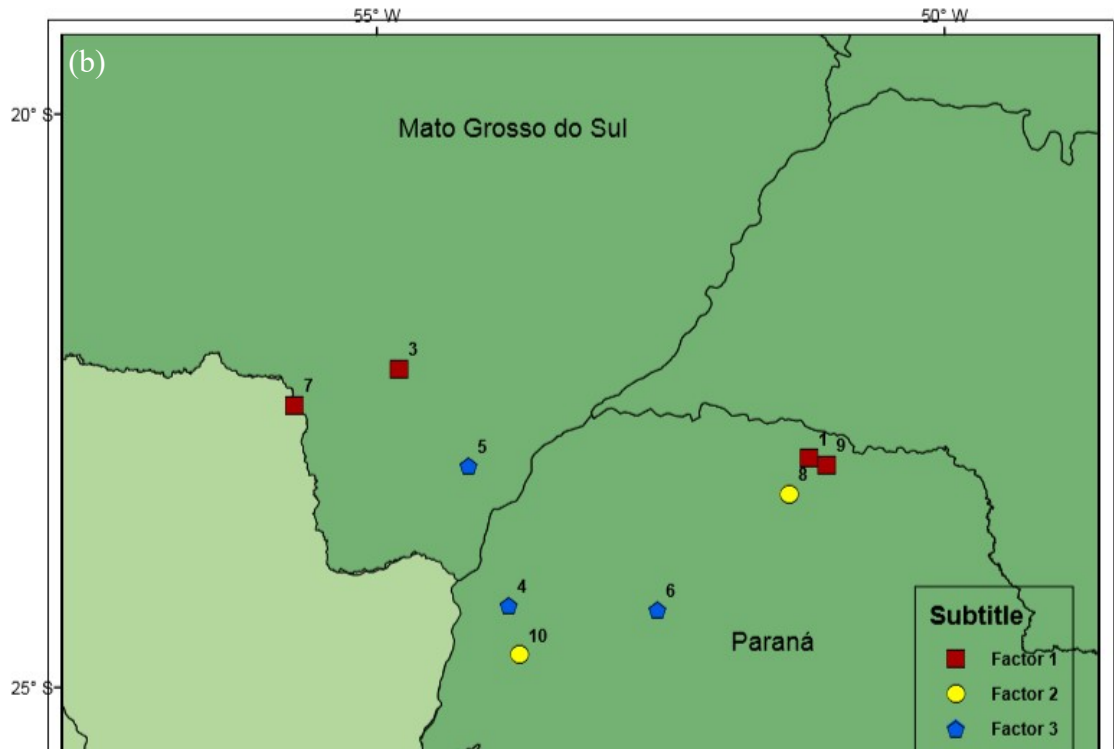 55° W
50° W
(b)
20° S
Mato Grosso do Sul
3
7
5
1
9
8
4
6
10
Paraná
25° S
Subtitle
Factor 1
Factor 2
Factor 3